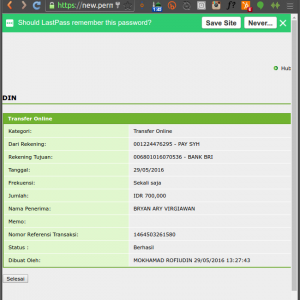 https://new.perm
Should LastPass remember this password?
Save Site
Never...
Hub
DIN
Transfer Online
Kategori: Transfer Online
Dari Rekening: 001224476295 - PAY SYH
Rekening Tujuan: 006801016070536 - BANK BRI
Tanggal: 29/05/2016
Frekuensi: Sekali saja
Jumlah: IDR 700,000
Nama Penerima: BRYAN ARY VIRGIAWAN
Memo:
Nomor Referensi Transaksi: 1464503261580
Status : Berhasil
Dibuat Oleh: MOKHAMAD ROFIUDIN 29/05/2016 13:27:43
Selesai